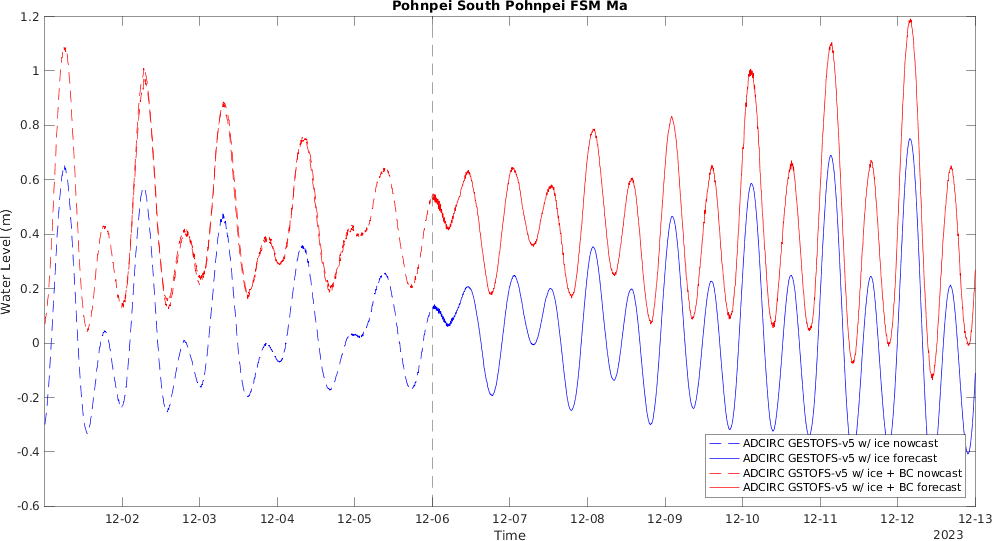 Pohnpei South Pohnpei FSM Ma
Water Level (m)
1.2
1
0.8
0.6
0.4
0.2
0
-0.2
-0.4
-0.6
ADCIRC GESTOFS-v5 w/ ice nowcast
ADCIRC GESTOFS-v5 w/ ice forecast
ADCIRC GSTOFS-v5 w/ ice + BC nowcast
ADCIRC GSTOFS-v5 w/ ice + BC forecast
12-02 12-03 12-04 12-05 12-06 12-07 12-08 12-09 12-10 12-11 12-12 12-13
Time
2023